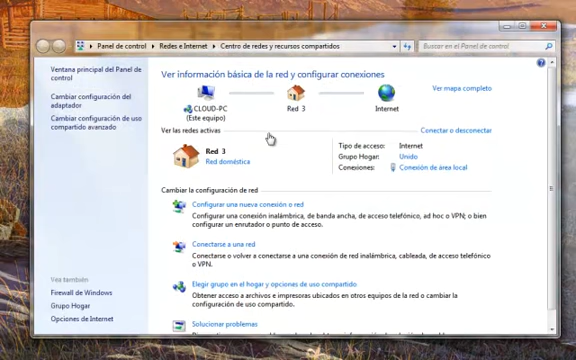 Panel de control ▸ Redes e Internet ▸ Centro de redes y recursos compartidos
Buscar en el Panel de control
Ventana principal del Panel de
control
Cambiar configuración del
adaptador
Cambiar configuración de uso
compartido avanzado
Vea también
Firewall de Windows
Grupo Hogar
Opciones de Internet
Ver información básica de la red y configurar conexiones
CLOUD-PC
(Este equipo)
Red 3
Internet
Ver mapa completo
Ver las redes activas
Conectar o desconectar
Red 3
Red doméstica
Tipo de acceso: Internet
Grupo Hogar: Unido
Conexiones: Conexión de área local
Cambiar la configuración de red
Configurar una nueva conexión o red
Configurar una conexión inalámbrica, de banda ancha, de acceso telefónico, ad hoc o VPN; o bien
configurar un enrutador o punto de acceso.
Conectarse a una red
Conectarse o volver a conectarse a una conexión de red inalámbrica, cableada, de acceso telefónico
o VPN.
Elegir grupo en el hogar y opciones de uso compartido
Obtener acceso a archivos e impresoras ubicados en otros equipos de la red o cambiar la
configuración de uso compartido.
Solucionar problemas